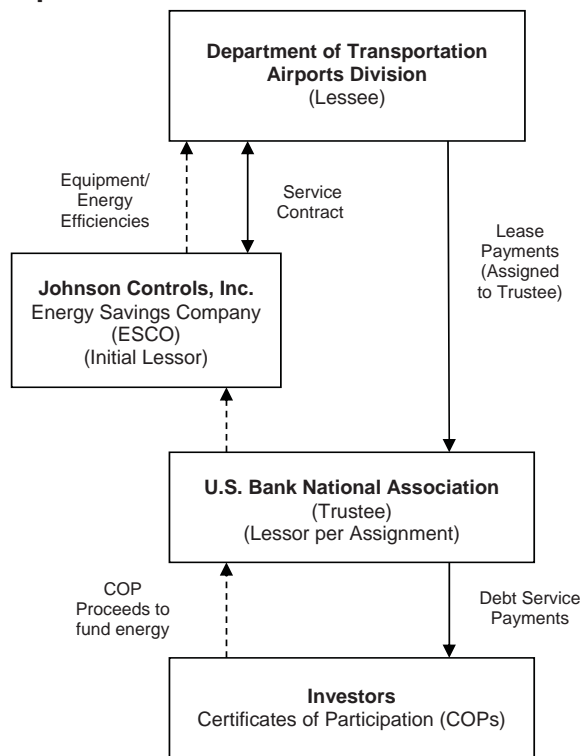 Department of Transportation
Airports Division
(Lessee)
Equipment/
Energy
Efficiencies
Service
Contract
Lease
Payments
(Assigned
to Trustee)
Johnson Controls, Inc.
Energy Savings Company
(ESCO)
(Initial Lessor)
U.S. Bank National Association
(Trustee)
(Lessor per Assignment)
COP
Proceeds to
fund energy
Debt Service
Payments
Investors
Certificates of Participation (COPs)